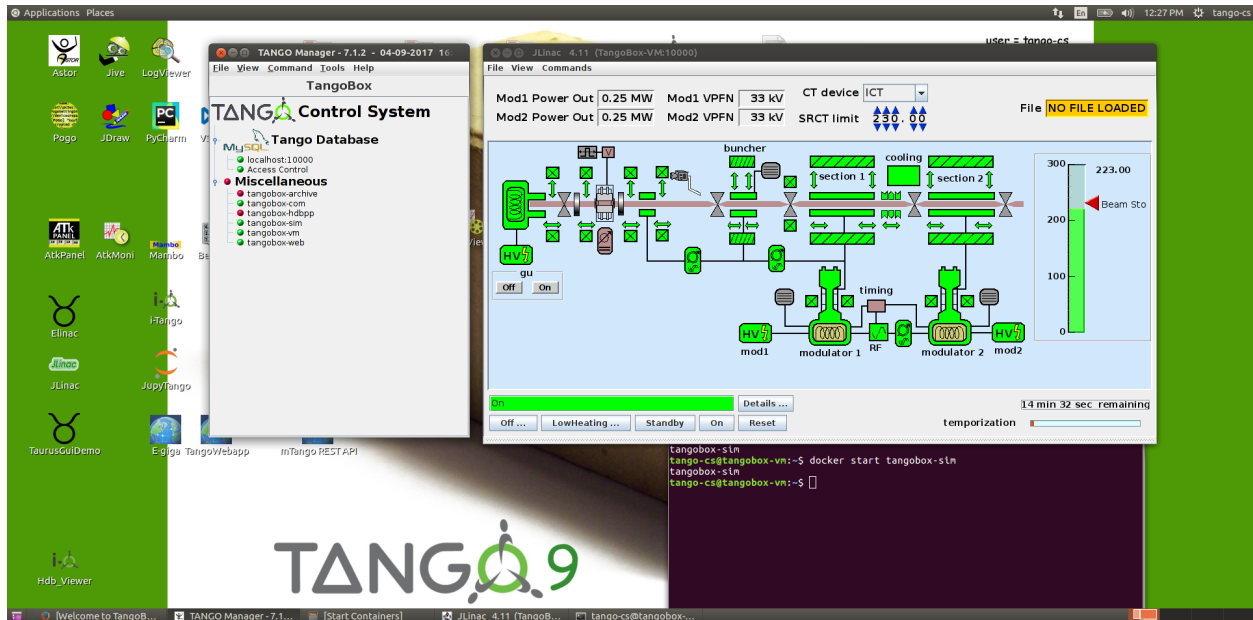 Applications Places
En
12:27 PM
tango-cs
user = tango-cs
Astor
Jive
LogViewer
Pogo
JDraw
PyCharm
AtkPanel
AtkMoni
Mambo
Elinac
i-Tango
JLinac
JupyTango
TaurusGuiDemo
E-giga
TangoWebapp
mTango REST API
Hdb_Viewer
TANGO Manager - 7.1.2 - 04-09-2017 16:
File View Command Tools Help
TangoBox
TANGO Control System
MySQL
Tango Database
localhost:10000
Access Control
Miscellaneous
tangobox-archive
tangobox-com
tangobox-hdbpp
tangobox-sim
tangobox-vm
tangobox-web
JLinac 4.11 (TangoBox-VM:10000)
File View Commands
Mod1 Power Out 0.25 MW Mod1 VPFN 33 kV
Mod2 Power Out 0.25 MW Mod2 VPFN 33 kV
CT device ICT
SRCT limit 230.00
File NO FILE LOADED
buncher
section 1
cooling
section 2
HV
gu
Off On
timing
HV
mod1
modulator 1
RF
modulator 2
HV
mod2
300
200
100
0
223.00
Beam Sto
On
Details ...
Off ... LowHeating ... Standby On Reset
14 min 32 sec remaining
temporization
tangobox-sim
tango-cs@tangobox-vm:~$ docker start tangobox-sim
tangobox-sim
tango-cs@tangobox-vm:~$
TANGO 9
[Welcome to TangoB...
TANGO Manager - 7.1...
[Start Containers]
JLinac 4.11 (TangoB...
tango-cs@tangobox-...